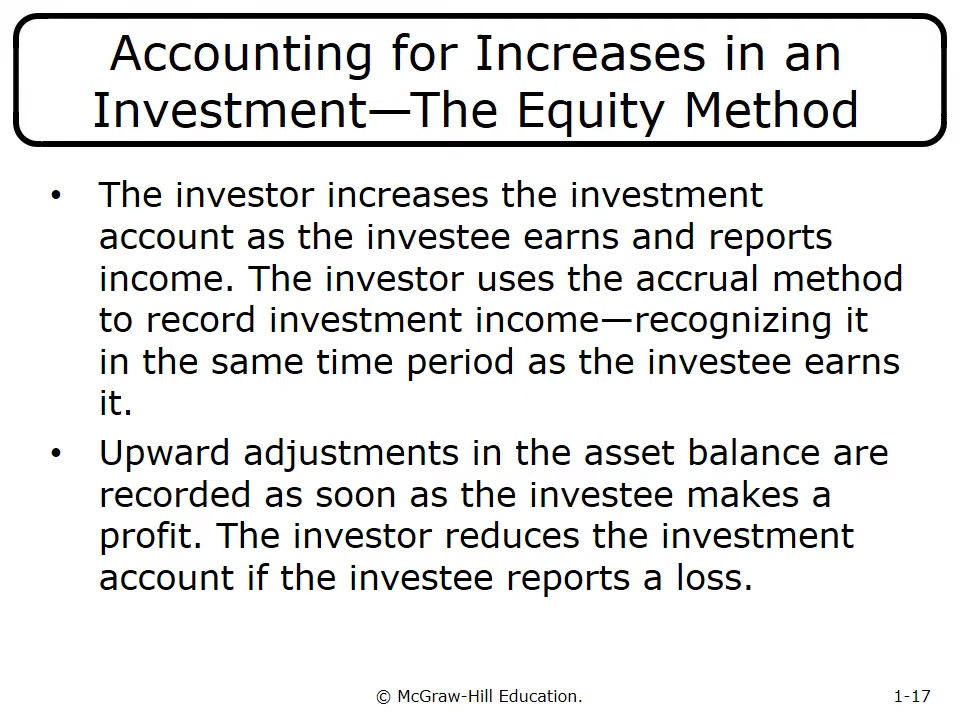 Accounting for Increases in an
Investment—The Equity Method
• The investor increases the investment
account as the investee earns and reports
income. The investor uses the accrual method
to record investment income—recognizing it
in the same time period as the investee earns
it.
• Upward adjustments in the asset balance are
recorded as soon as the investee makes a
profit. The investor reduces the investment
account if the investee reports a loss.
© McGraw-Hill Education.
1-17